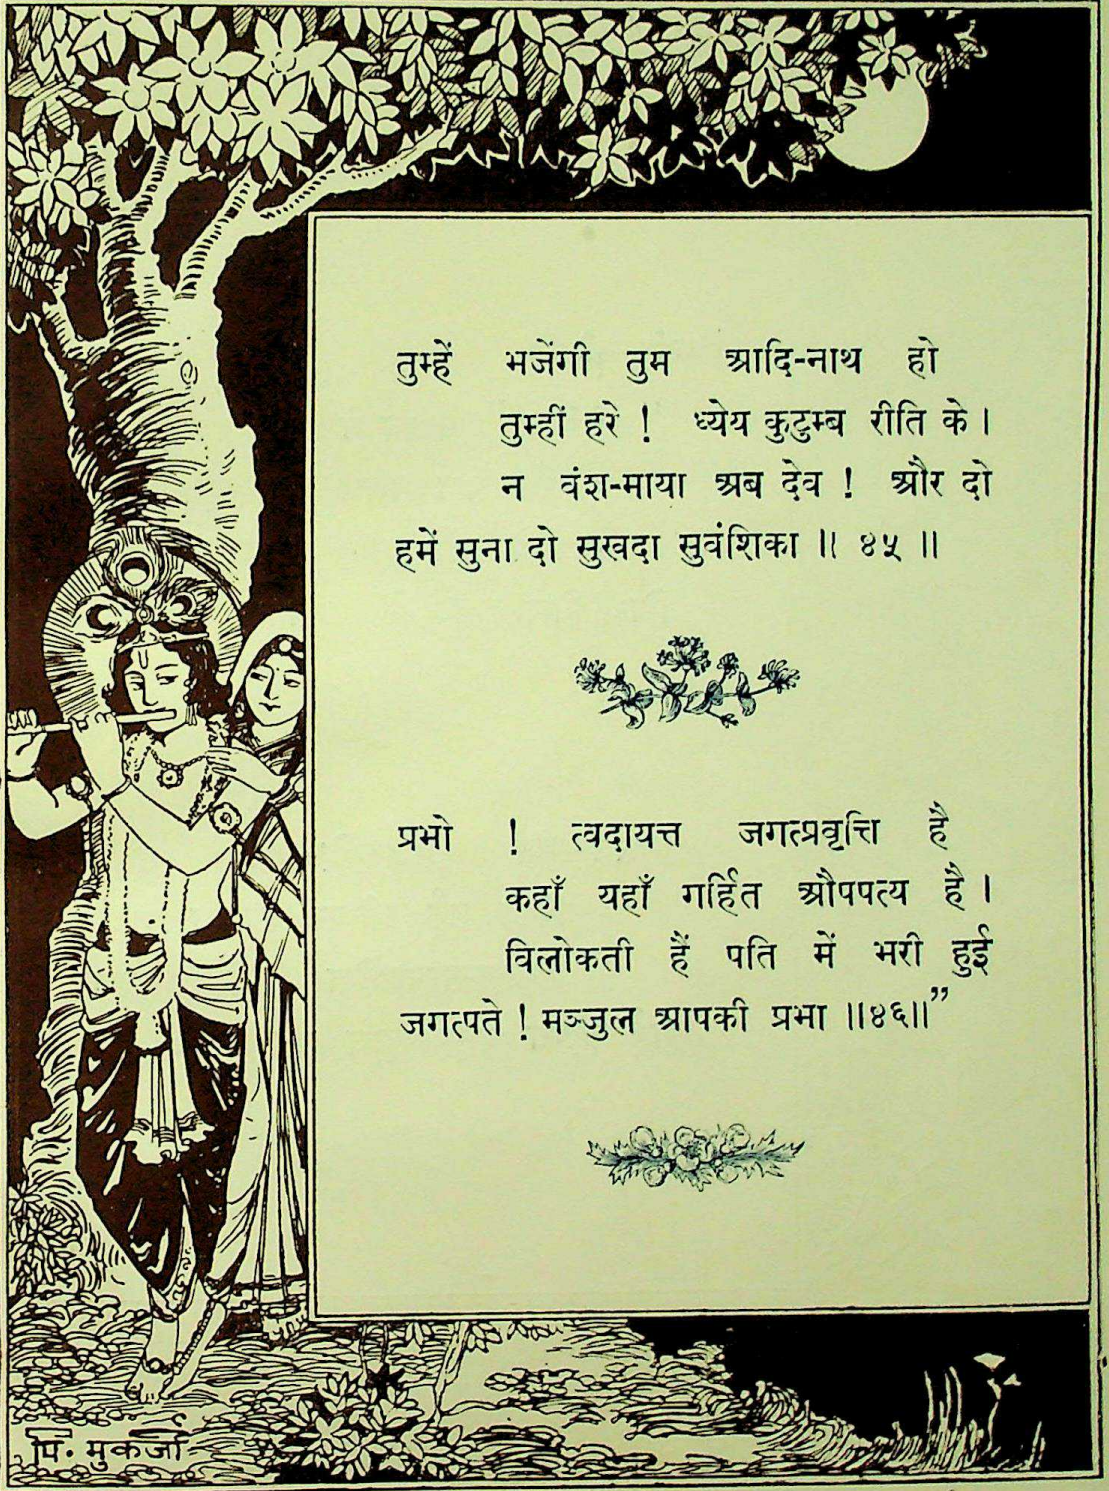 तुम्हें भजेंगी तुम आदि-नाथ हो
तुम्हीं हरे ! ध्येय कुटुम्ब रीति के ।
न वंश-माया अब देव ! और दो
हमें सुना दो सुखदा सुवंशिका ॥ ४५ ॥
प्रभो ! त्वदायत्त जगत्प्रवृत्ति है
कहाँ यहाँ गर्हित औपपत्य है ।
विलोकती हैं पति में भरी हुई
जगत्पते ! मञ्जुल आपकी प्रभा ॥४६॥”
पि. मुकर्जी